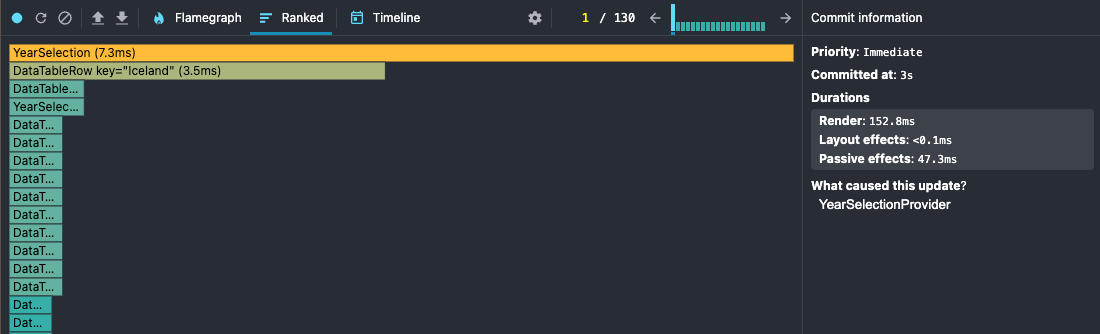 Flamegraph Ranked Timeline 1 / 130 Commit information
YearSelection (7.3ms)
DataTableRow key="Iceland" (3.5ms)
DataTable...
YearSelec...
DataT...
DataT...
DataT...
DataT...
DataT...
DataT...
DataT...
DataT...
DataT...
DataT...
Dat...
Dat...
Priority: Immediate
Committed at: 3s
Durations
Render: 152.8ms
Layout effects: <0.1ms
Passive effects: 47.3ms
What caused this update?
YearSelectionProvider